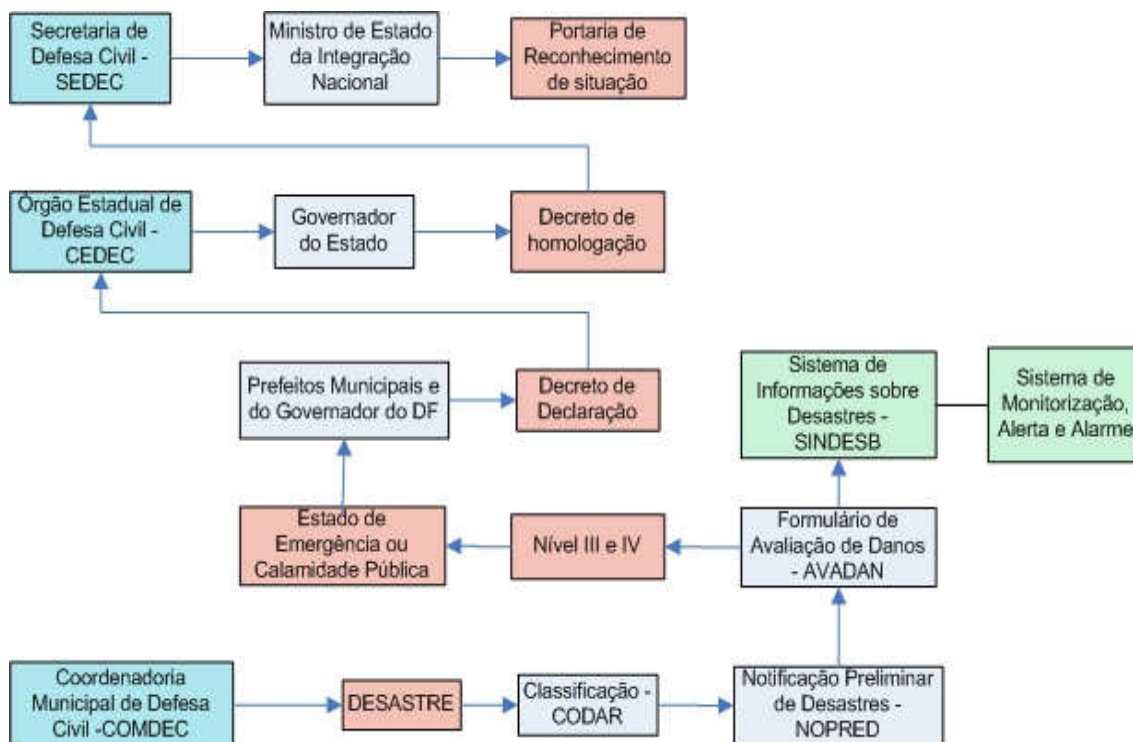 Secretaria de
Defesa Civil -
SEDEC
Ministro de Estado
da Integração
Nacional
Portaria de
Reconhecimento
de situação
Órgão Estadual de
Defesa Civil -
CEDEC
Governador
do Estado
Decreto de
homologação
Prefeitos Municipais e
do Governador do DF
Decreto de
Declaração
Sistema de
Informações sobre
Desastres -
SINDESB
Sistema de
Monitorização,
Alerta e Alarme
Estado de
Emergência ou
Calamidade Pública
Nível III e IV
Formulário de
Avaliação de Danos
- AVADAN
Coordenadoria
Municipal de Defesa
Civil -COMDEC
DESASTRE
Classificação -
CODAR
Notificação Preliminar
de Desastres -
NOPRED